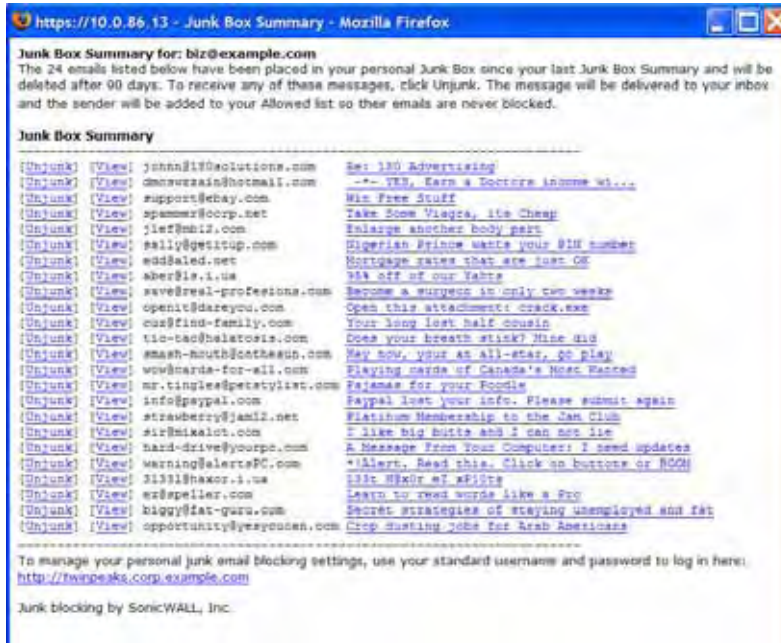 https://10.0.86.13 - Junk Box Summary - Mozilla Firefox
Junk Box Summary for: biz@example.com
The 24 emails listed below have been placed in your personal Junk Box since your last Junk Box Summary and will be
deleted after 90 days. To receive any of these messages, click Unjunk. The message will be delivered to your inbox
and the sender will be added to your Allowed list so their emails are never blocked.
Junk Box Summary
[Unjunk] [View] johnn@180solutions.com Re: 180 Advertising
[Unjunk] [View] -*- YES, Earn a Doctors income wi...
[Unjunk] [View] support@ebay.com Win Free Stuff
[Unjunk] [View] spammer@corp.net Take Some Viagra, its Cheap
[Unjunk] [View] jlef@mbi2.com Enlarge another body part
[Unjunk] [View] sally@getitup.com Nigerian Prince wants your PIN number
[Unjunk] [View] edd@aled.net Mortgage rates that are just OK
[Unjunk] [View] aber@ls.i.ua off of our
[Unjunk] [View] save@real-profesions.com Become a surgeon in only two weeks
[Unjunk] [View] openit@dareyou.com Open this attachment: crack.exe
[Unjunk] [View] cuz@find-family.com Your long lost half cousin
[Unjunk] [View] tic-tac@halatosis.com Does your breath stink? Mine did
[Unjunk] [View] smash-mouth@onthesun.com Hey now, your an all-star, go play
[Unjunk] [View] wow@cards-for-all.com Playing cards of Canada's Most Wanted
[Unjunk] [View] mr.tingles@petstylist.com Pajamas for your Poodle
[Unjunk] [View] info@paypal.com Paypal lost your info. Please submit again
[Unjunk] [View] strawberry@jam12.net Platinum Membership to the Jam Club
[Unjunk] [View] sir@mixalot.com I like big butts and I can not lie
[Unjunk] [View] hard-drive@yourpc.com A Message From Your Computer: I need updates
[Unjunk] [View] warning@alertsPC.com *!Alert. Read this. Click on buttons or BOOM
[Unjunk] [View] 31331@haxor.i.ua
[Unjunk] [View] ez@speller.com Learn to read words like a Pro
[Unjunk] [View] biggy@fat-guru.com Secret strategies of staying unemployed and fat
[Unjunk] [View] opportunity@yesyoucan.com Crop dusting jobs for Arab Americans
To manage your personal junk email blocking settings, use your standard username and password to log in here:
http://twinpeaks.corp.example.com
Junk blocking by SonicWALL, Inc.